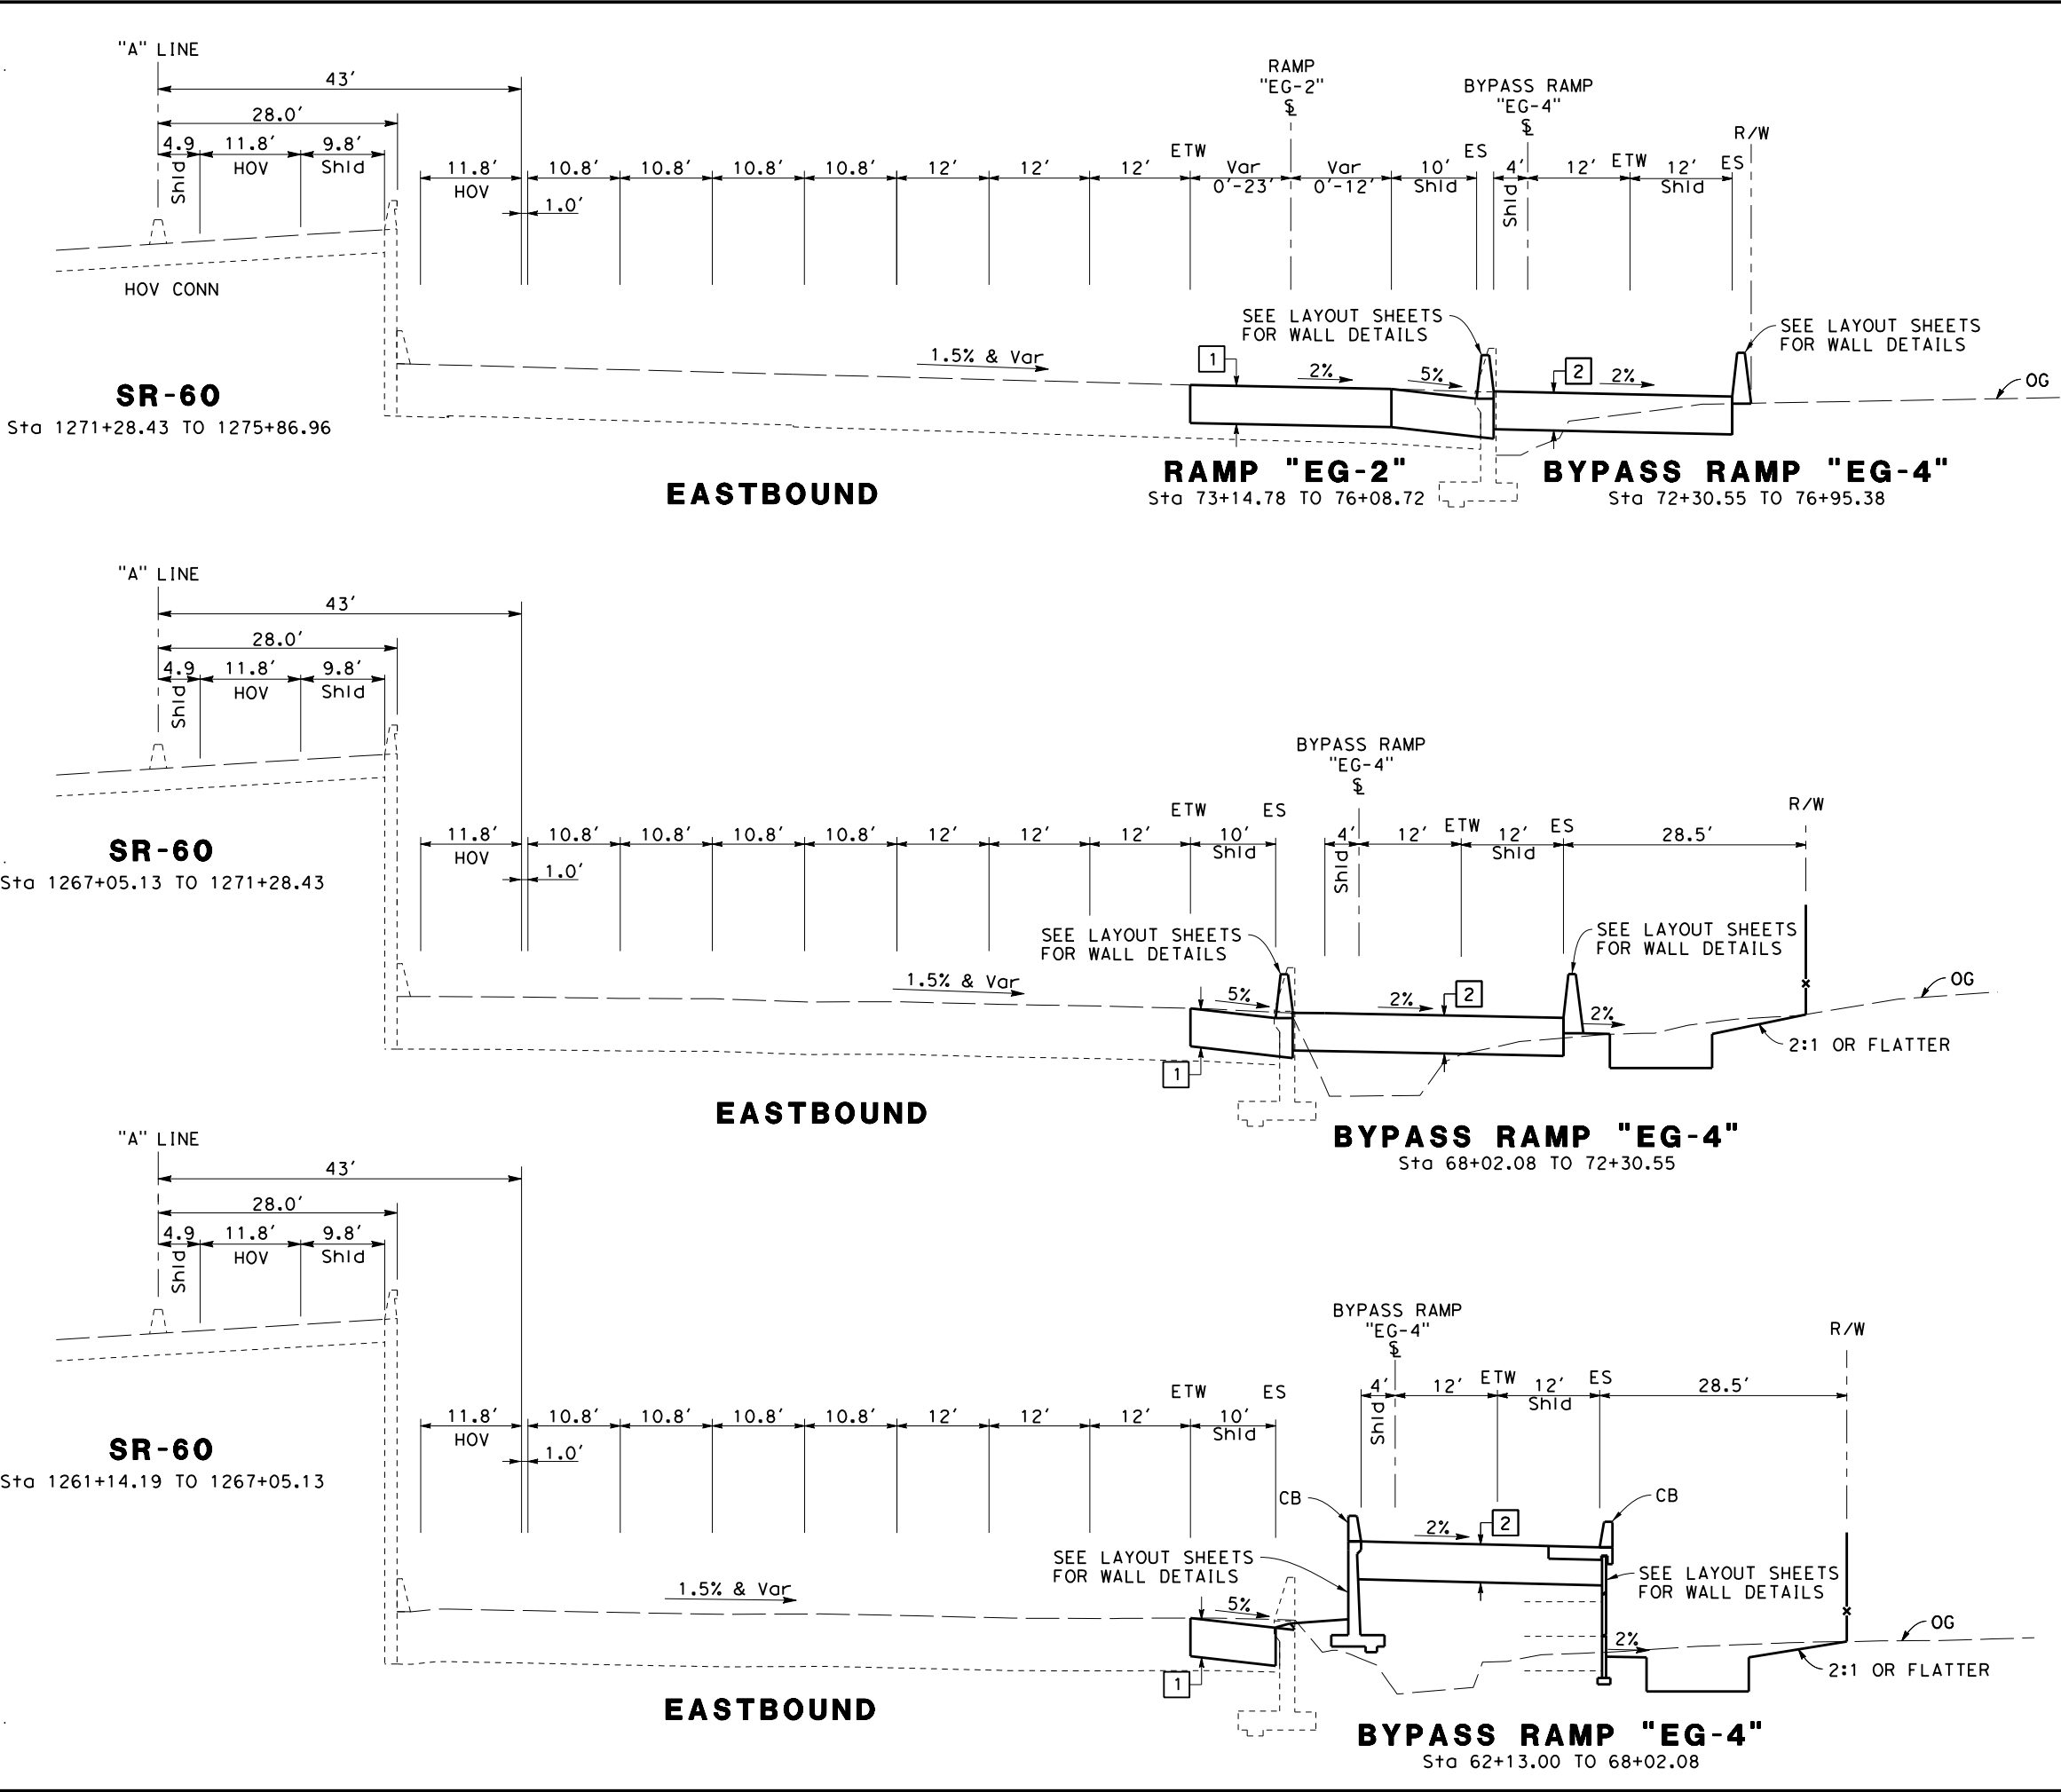 "A" LINE
43'
28.0'
4.9 11.8' 9.8'
Shld HOV Shld
HOV CONN
RAMP
"EG-2"
℄
BYPASS RAMP
"EG-4"
℄
R/W
ETW ES ETW ES
11.8' 10.8' 10.8' 10.8' 10.8' 12' 12' 12' Var Var 10' 4' 12' 12'
HOV 0'-23' 0'-12' Shld Shld Shld
1.0'
SEE LAYOUT SHEETS
FOR WALL DETAILS
SEE LAYOUT SHEETS
FOR WALL DETAILS
1.5% & Var
1 2% 5% 2 2%
OG
SR-60
Sta 1271+28.43 TO 1275+86.96
EASTBOUND
RAMP "EG-2"
Sta 73+14.78 TO 76+08.72
BYPASS RAMP "EG-4"
Sta 72+30.55 TO 76+95.38
"A" LINE
43'
28.0'
4.9 11.8' 9.8'
Shld HOV Shld
BYPASS RAMP
"EG-4"
℄
R/W
ETW ES ETW ES
11.8' 10.8' 10.8' 10.8' 10.8' 12' 12' 12' 10' 4' 12' 12' 28.5'
HOV Shld Shld Shld
1.0'
SR-60
Sta 1267+05.13 TO 1271+28.43
SEE LAYOUT SHEETS
FOR WALL DETAILS
SEE LAYOUT SHEETS
FOR WALL DETAILS
1.5% & Var
5% 2% 2 2%
OG
2:1 OR FLATTER
1
EASTBOUND
BYPASS RAMP "EG-4"
Sta 68+02.08 TO 72+30.55
"A" LINE
43'
28.0'
4.9 11.8' 9.8'
Shld HOV Shld
BYPASS RAMP
"EG-4"
℄
R/W
ETW ES ETW ES
4' 12' 12' 28.5'
Shld Shld
11.8' 10.8' 10.8' 10.8' 10.8' 12' 12' 12' 10'
HOV Shld
1.0'
SR-60
Sta 1261+14.19 TO 1267+05.13
CB CB
2% 2
SEE LAYOUT SHEETS
FOR WALL DETAILS
SEE LAYOUT SHEETS
FOR WALL DETAILS
1.5% & Var
5%
2%
OG
2:1 OR FLATTER
1
EASTBOUND
BYPASS RAMP "EG-4"
Sta 62+13.00 TO 68+02.08